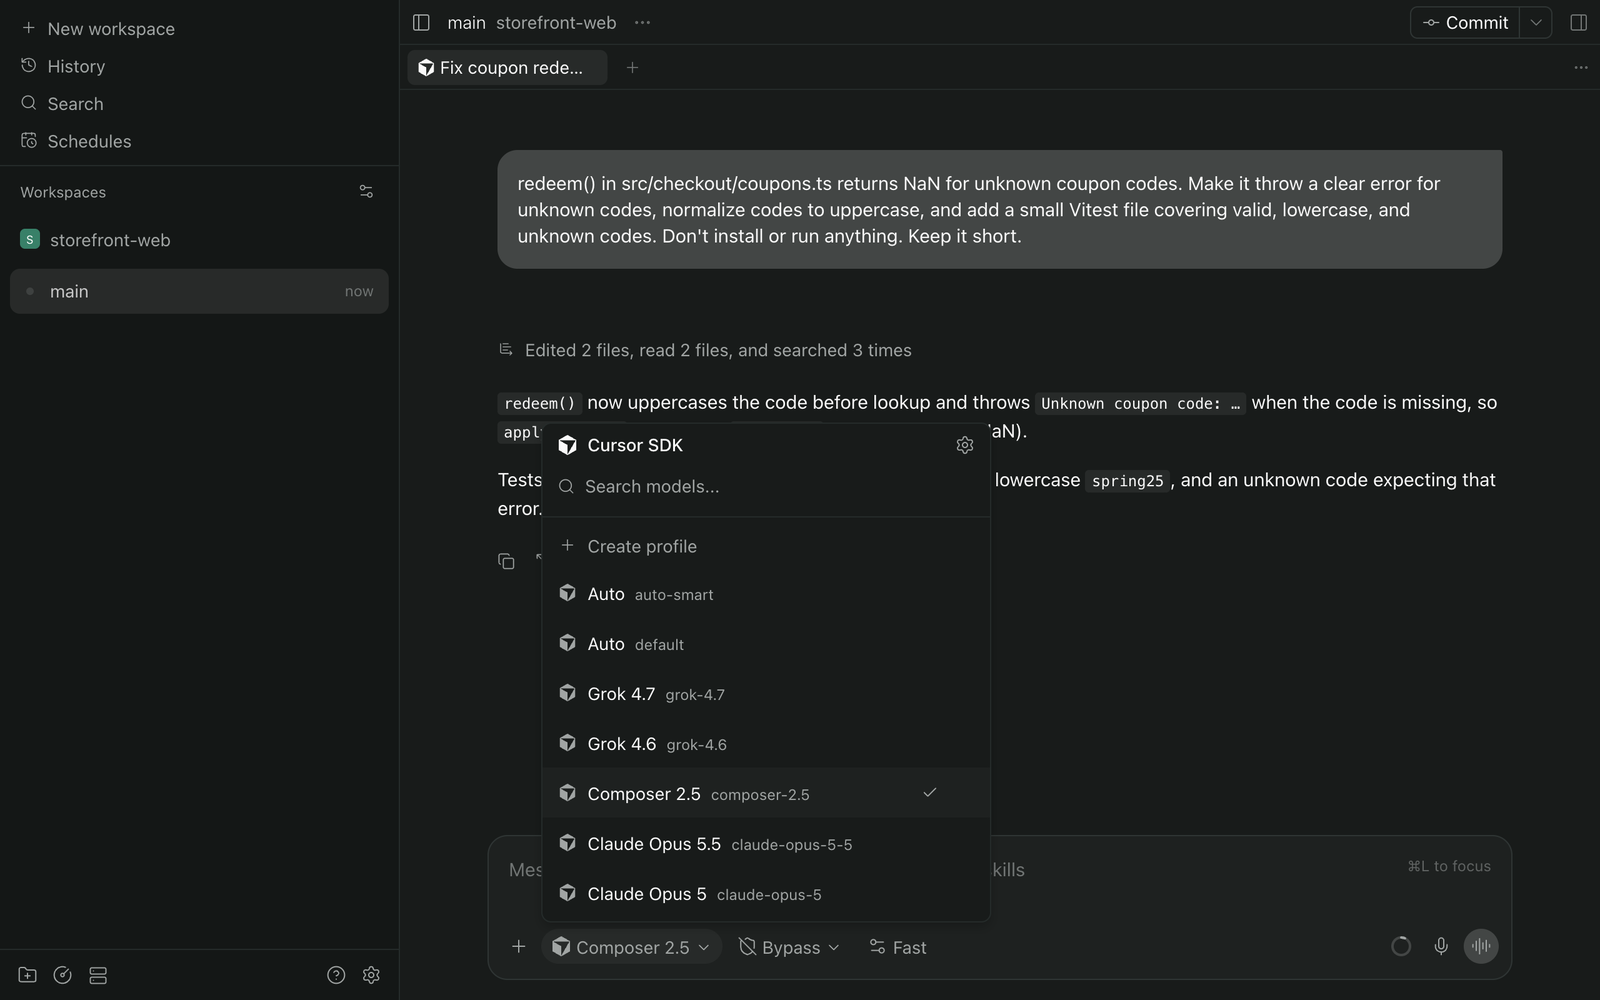 New workspace
History
Search
Schedules
Workspaces
S storefront-web
main now
main storefront-web
Commit
Fix coupon rede...
redeem() in src/checkout/coupons.ts returns NaN for unknown coupon codes. Make it throw a clear error for
unknown codes, normalize codes to uppercase, and add a small Vitest file covering valid, lowercase, and
unknown codes. Don't install or run anything. Keep it short.
Edited 2 files, read 2 files, and searched 3 times
redeem() now uppercases the code before lookup and throws Unknown coupon code: … when the code is missing, so
aN).
Tests lowercase spring25, and an unknown code expecting that
error.
Cursor SDK
Search models...
Create profile
Auto auto-smart
Auto default
Grok 4.7 grok-4.7
Grok 4.6 grok-4.6
Composer 2.5 composer-2.5
Claude Opus 5.5 claude-opus-5-5
Claude Opus 5 claude-opus-5
⌘L to focus
Composer 2.5 Bypass Fast